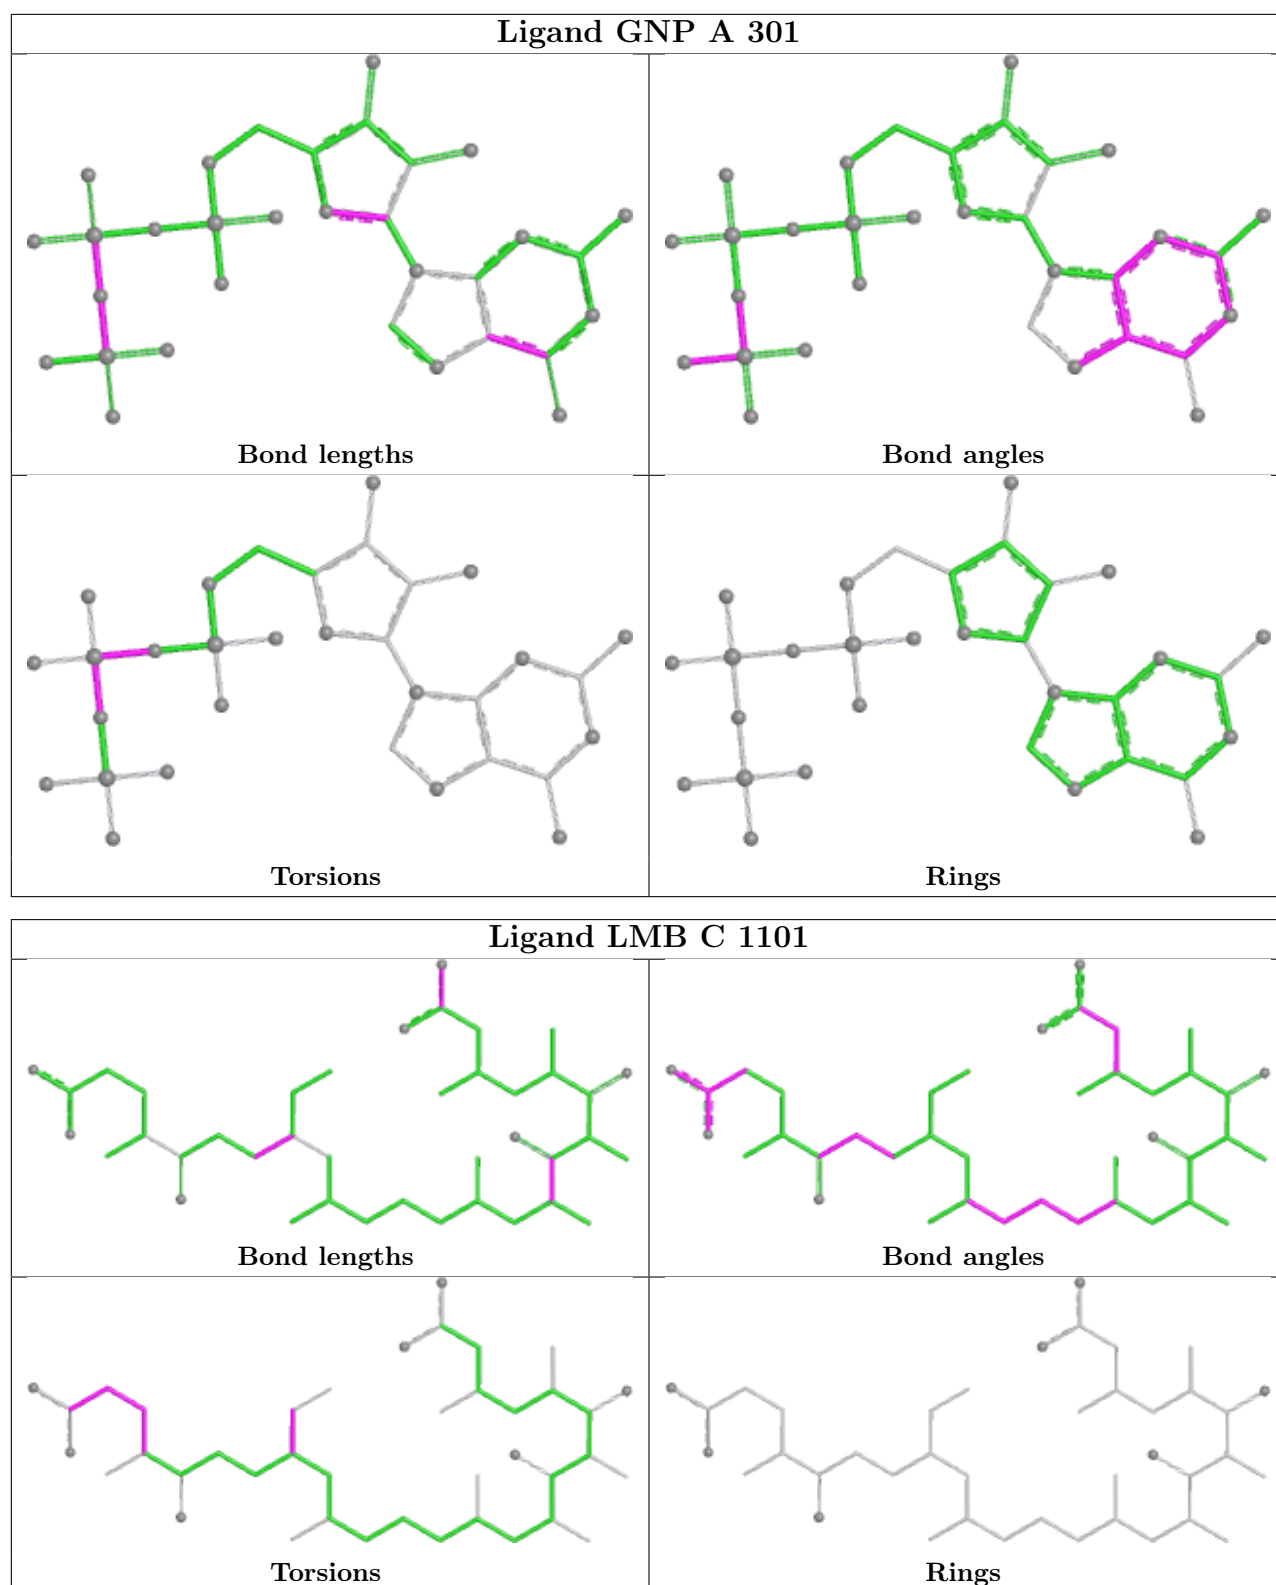 Ligand GNP A 301
Bond lengths
Bond angles
Torsions
Rings
Ligand LMB C 1101
Bond lengths
Bond angles
Torsions
Rings